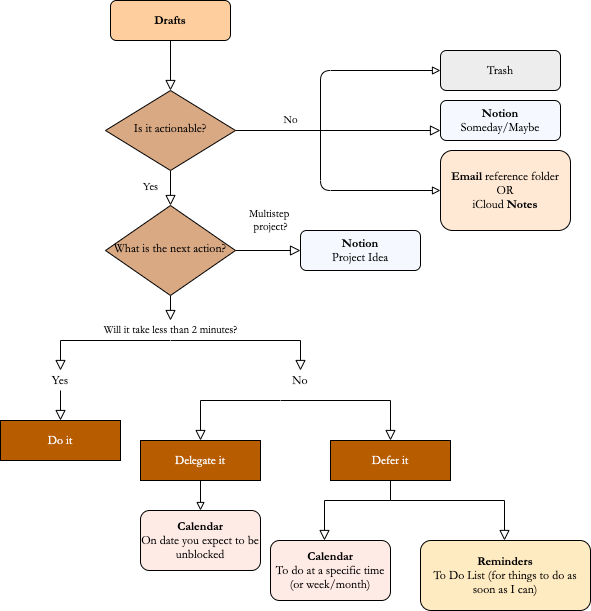 Drafts
Trash
Is it actionable?
No
Notion
Someday/Maybe
Email reference folder
OR
iCloud Notes
Yes
Multistep
project?
What is the next action?
Notion
Project Idea
Will it take less than 2 minutes?
Yes
No
Do it
Delegate it
Defer it
Calendar
On date you expect to be
unblocked
Calendar
To do at a specific time
(or week/month)
Reminders
To Do List (for things to do as
soon as I can)